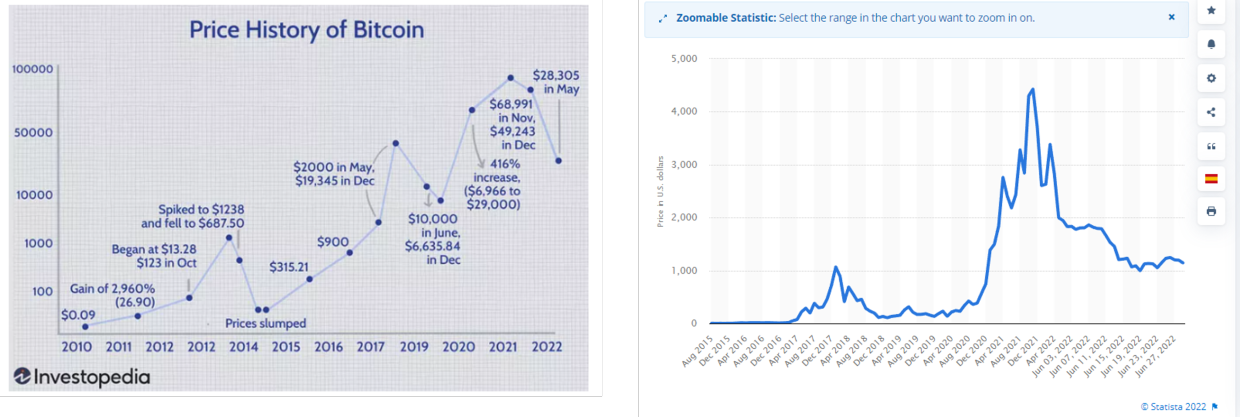 Price History of Bitcoin
100000
50000
10000
1000
100
$0.09
Gain of 2,960%
(26.90)
Began at $13.28
$123 in Oct
Spiked to $1238
and fell to $687.50
Prices slumped
$315.21
$900
$2000 in May,
$19,345 in Dec
$10,000
in June,
$6,635.84
in Dec
416%
increase,
($6,966 to
$29,000)
$68,991
in Nov,
$49,243
in Dec
$28,305
in May
2010 2011 2012 2012 2014 2015 2016 2017 2019 2020 2021 2022
Investopedia
Zoomable Statistic: Select the range in the chart you want to zoom in on.
×
Price in U.S. dollars
5,000
4,000
3,000
2,000
1,000
0
Aug 2015
Dec 2015
Apr 2016
Aug 2016
Dec 2016
Apr 2017
Aug 2017
Dec 2017
Apr 2018
Aug 2018
Dec 2018
Apr 2019
Aug 2019
Dec 2019
Apr 2020
Aug 2020
Dec 2020
Apr 2021
Aug 2021
Dec 2021
Apr 2022
Jun 03, 2022
Jun 07, 2022
Jun 11, 2022
Jun 15, 2022
Jun 19, 2022
Jun 23, 2022
Jun 27, 2022
© Statista 2022